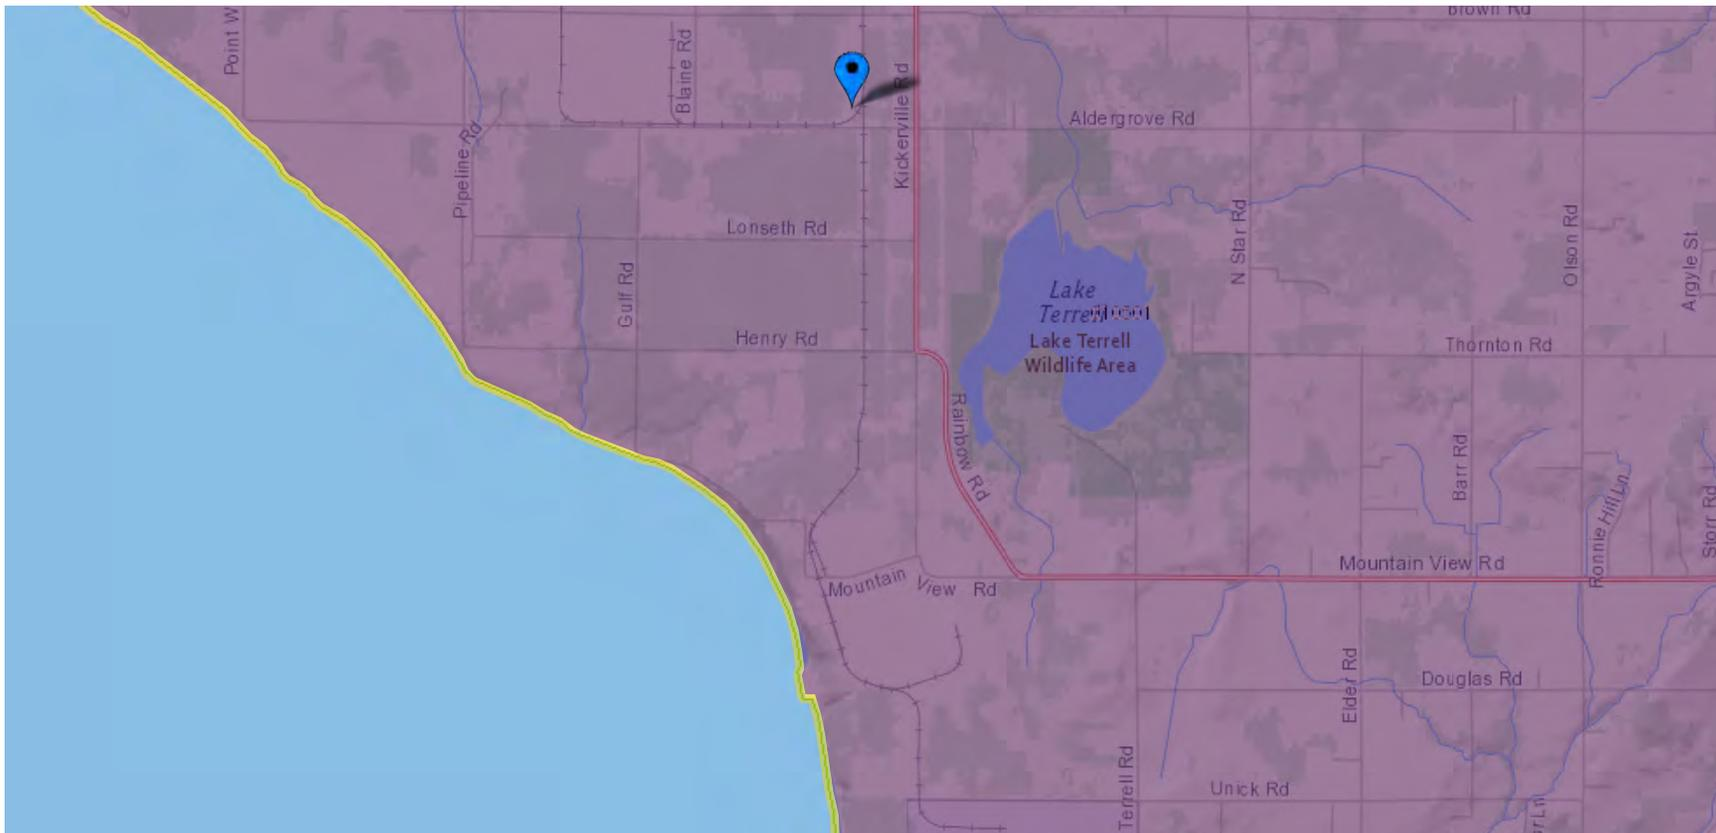 Brown Rd
Point W
Blaine Rd
Kickerville Rd
Aldergrove Rd
Pipeline Rd
Lonseth Rd
N Star Rd
Olson Rd
Argyle St
Gulf Rd
Lake
Terrell
Henry Rd
Lake Terrell
Wildlife Area
Thornton Rd
Rainbow Rd
Barr Rd
Ronnie Hill Ln
Storr Rd
Mountain View Rd
Mountain View Rd
Elder Rd
Douglas Rd
Terrell Rd
Unick Rd